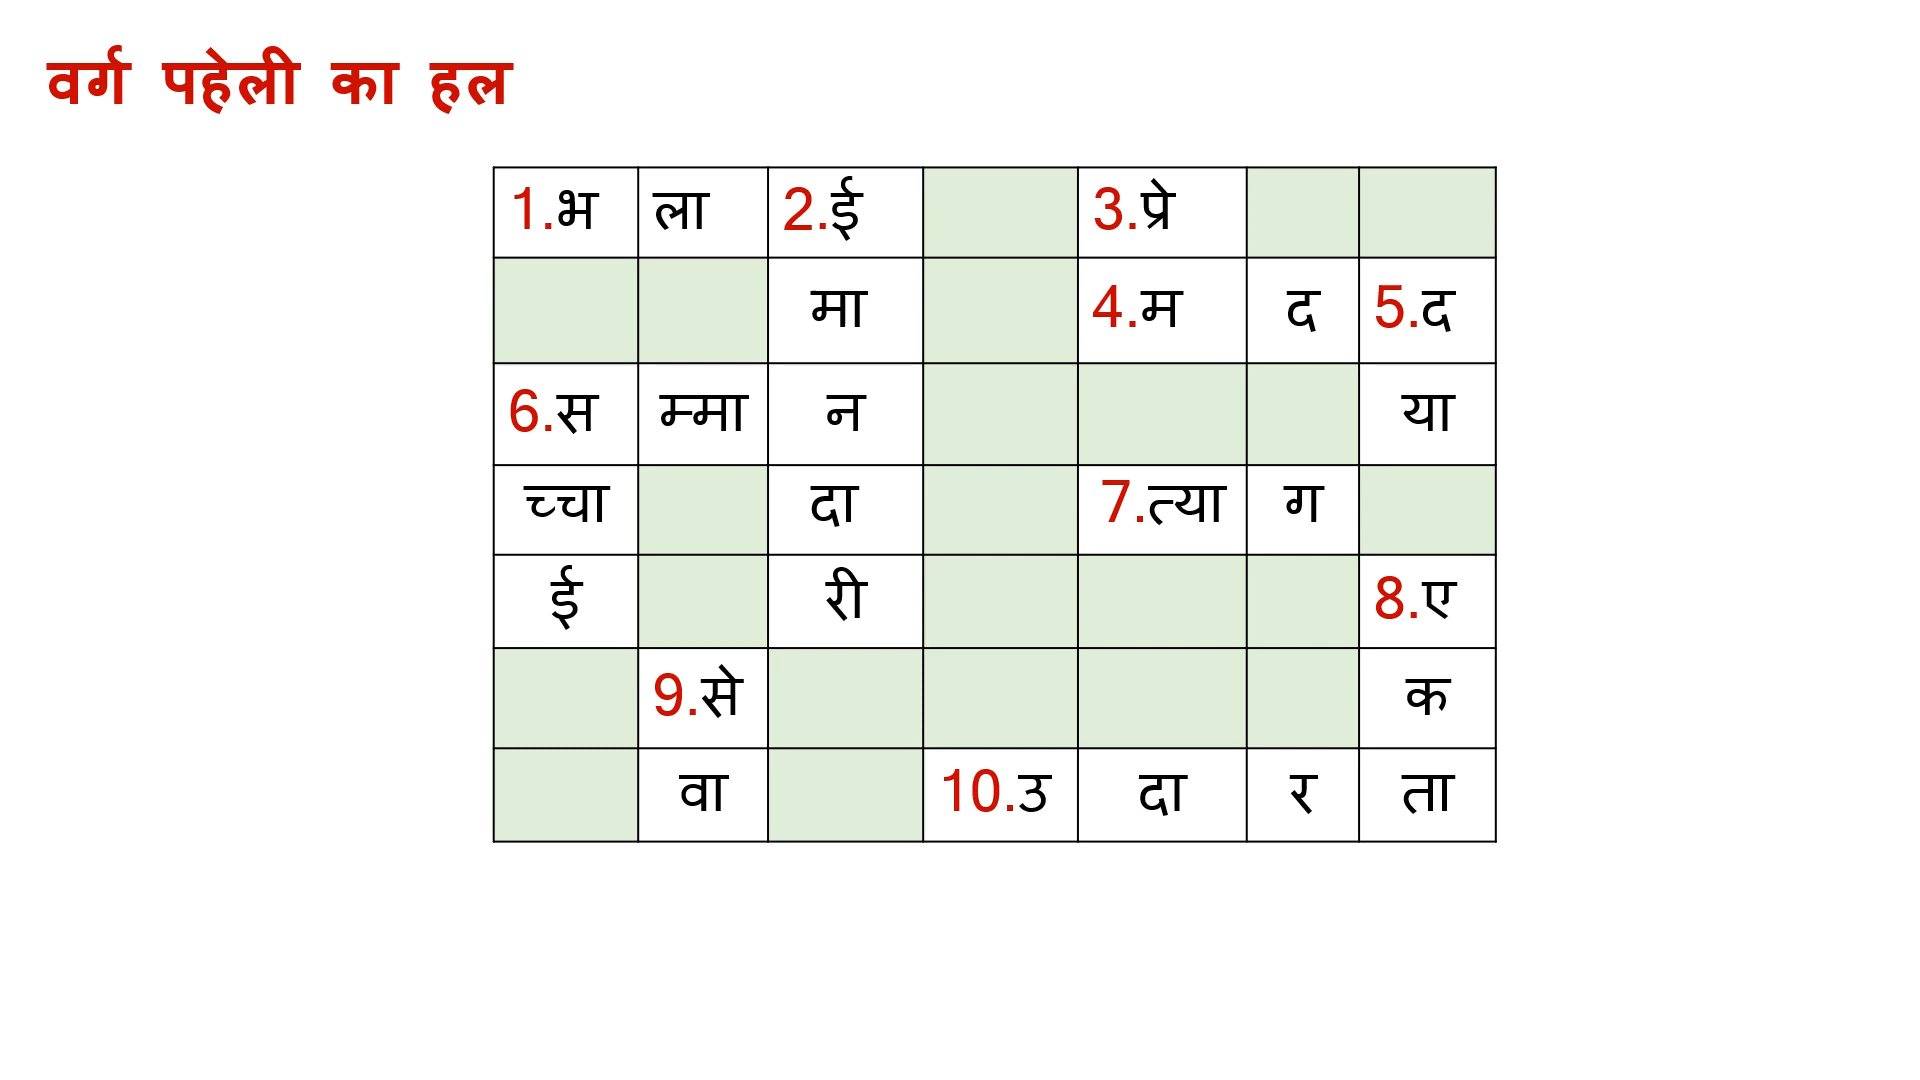 वर्ग पहेली का हल
1.भ ला 2.ई 3.प्रे
मा 4.म द 5.द
6.स म्मा न या
च्चा दा 7.त्या ग
ई री 8.ए
9.से क
वा 10.उ दा र ता